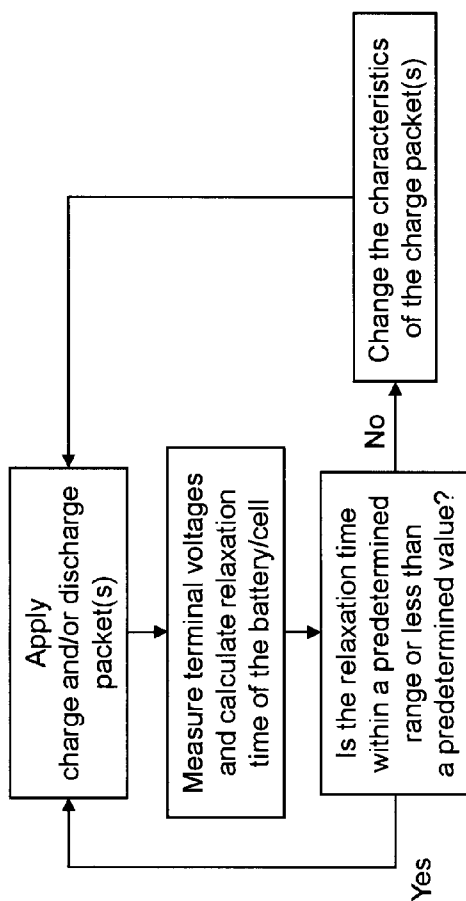 Apply
charge and/or discharge
packet(s)
Measure terminal voltages
and calculate relaxation
time of the battery/cell
Is the relaxation time
within a predetermined
range or less than
a predetermined value?
Yes
No
Change the characteristics
of the charge packet(s)